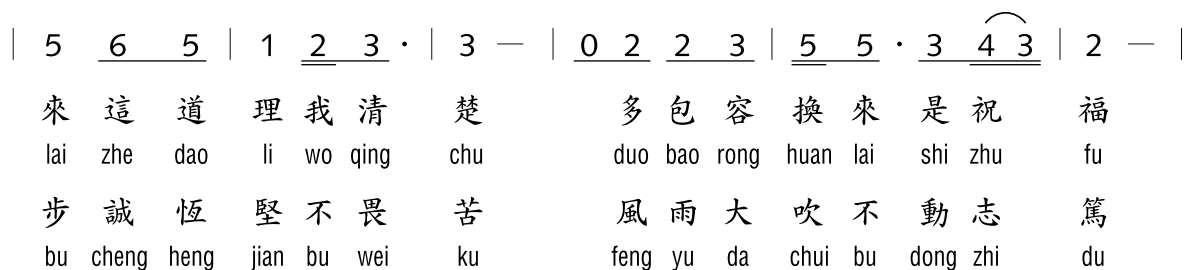 | 5 6 5 | 1 2 3 · | 3 — | 0 2 2 3 | 5 5 · 3 4 3 | 2 — |
來 這 道 理 我 清 楚 多 包 容 換 來 是 祝 福
lai zhe dao li wo qing chu duo bao rong huan lai shi zhu fu
步 誠 恆 堅 不 畏 苦 風 雨 大 吹 不 動 志 篤
bu cheng heng jian bu wei ku feng yu da chui bu dong zhi du